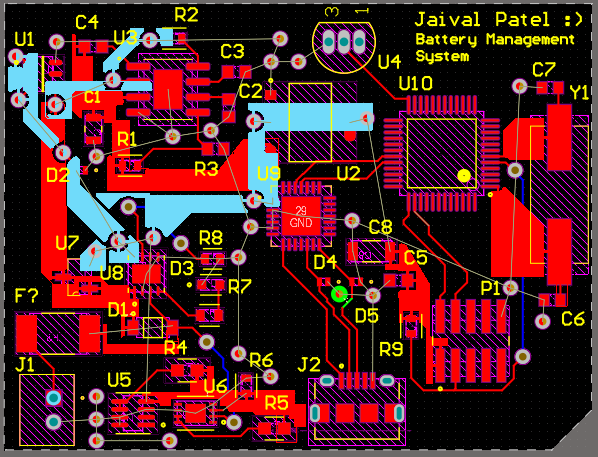 Jaival Patel :)
Battery Management
System
C4
R2
3
1
U1
U3
C3
U4
C7
U10
Y1
C1
C2
R1
R3
D2
U9
U2
29
GND
U7
R8
C8
U8
D3
D4
C5
R7
P1
F?
D1
D5
C6
R4
R9
J1
R6
J2
U5
U6
R5